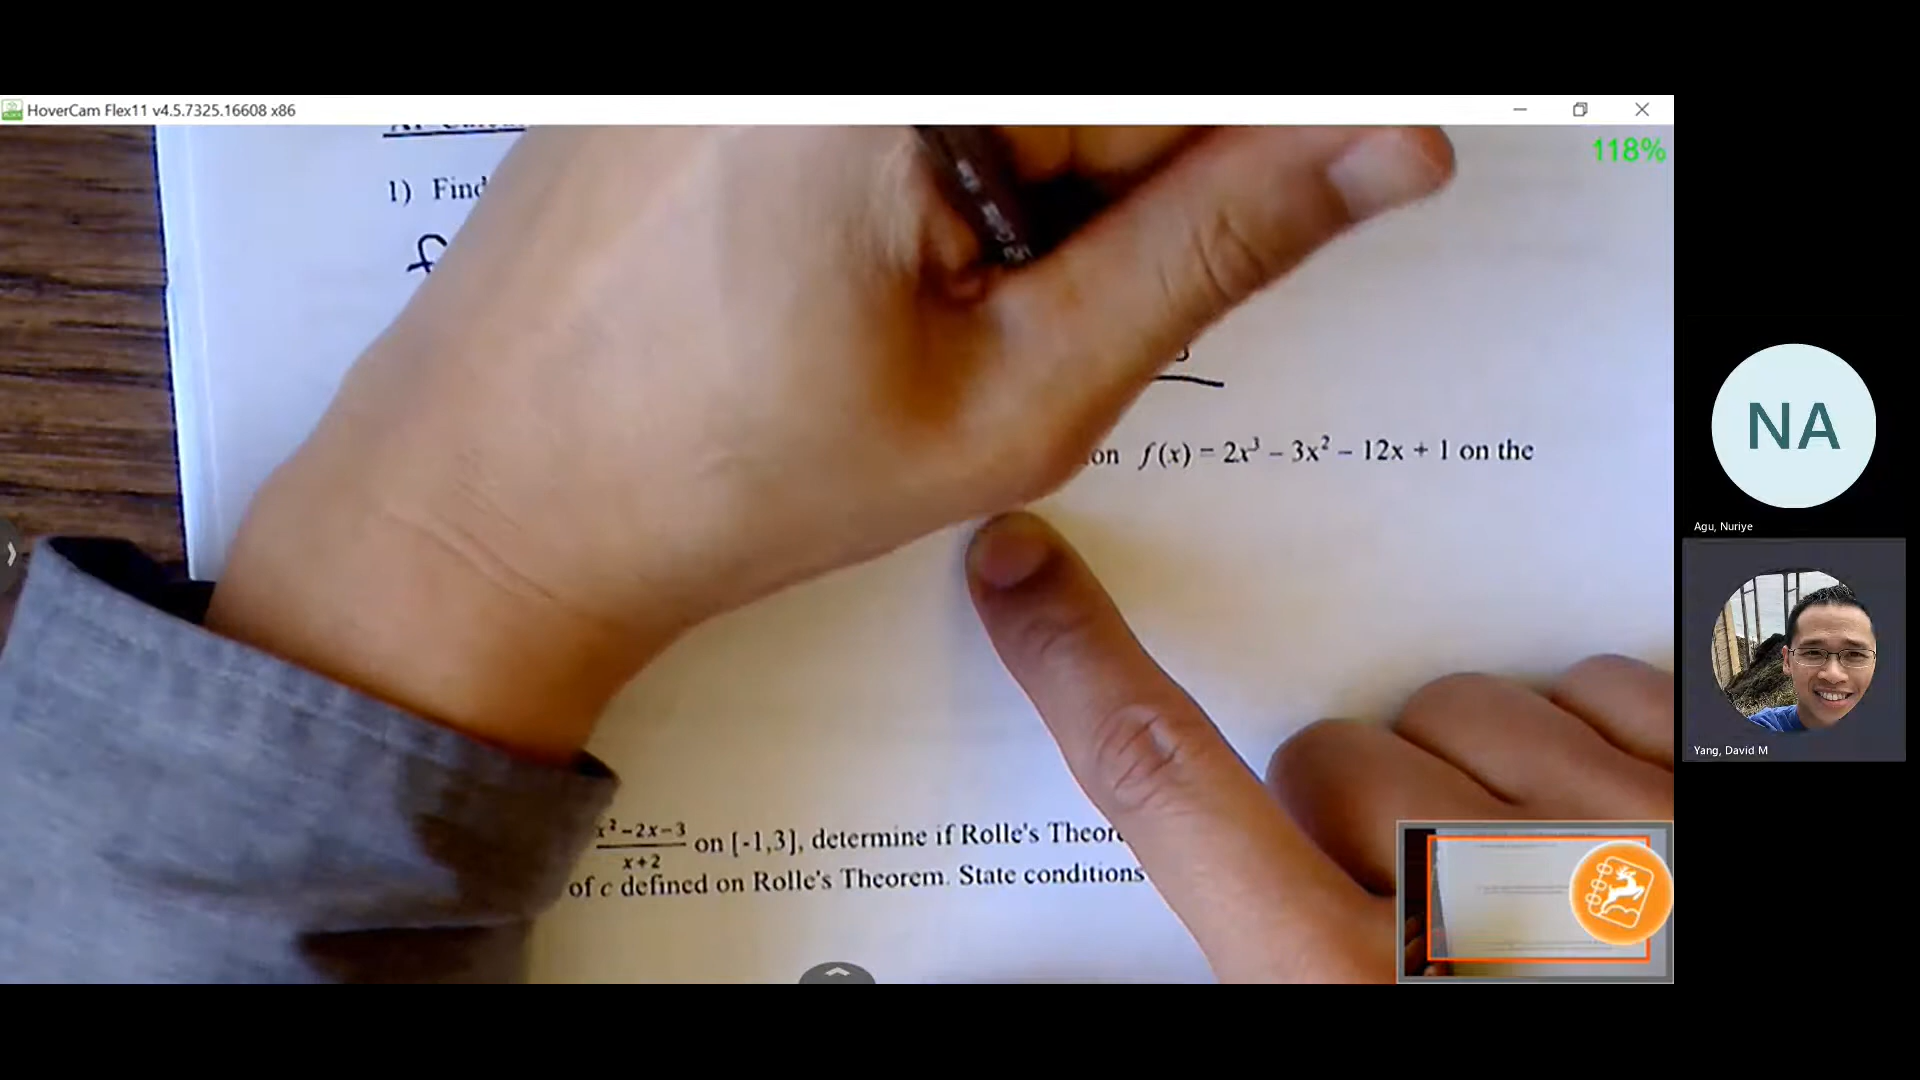 HoverCam Flex11 v4.5.7325.16608 x86
118%
1) Find
f
on f(x) = 2x³ − 3x² − 12x + 1 on the
x²−2x−3
x+2
on [-1,3], determine if Rolle's Theor
of c defined on Rolle's Theorem. State conditions
NA
Agu, Nuriye
Yang, David M